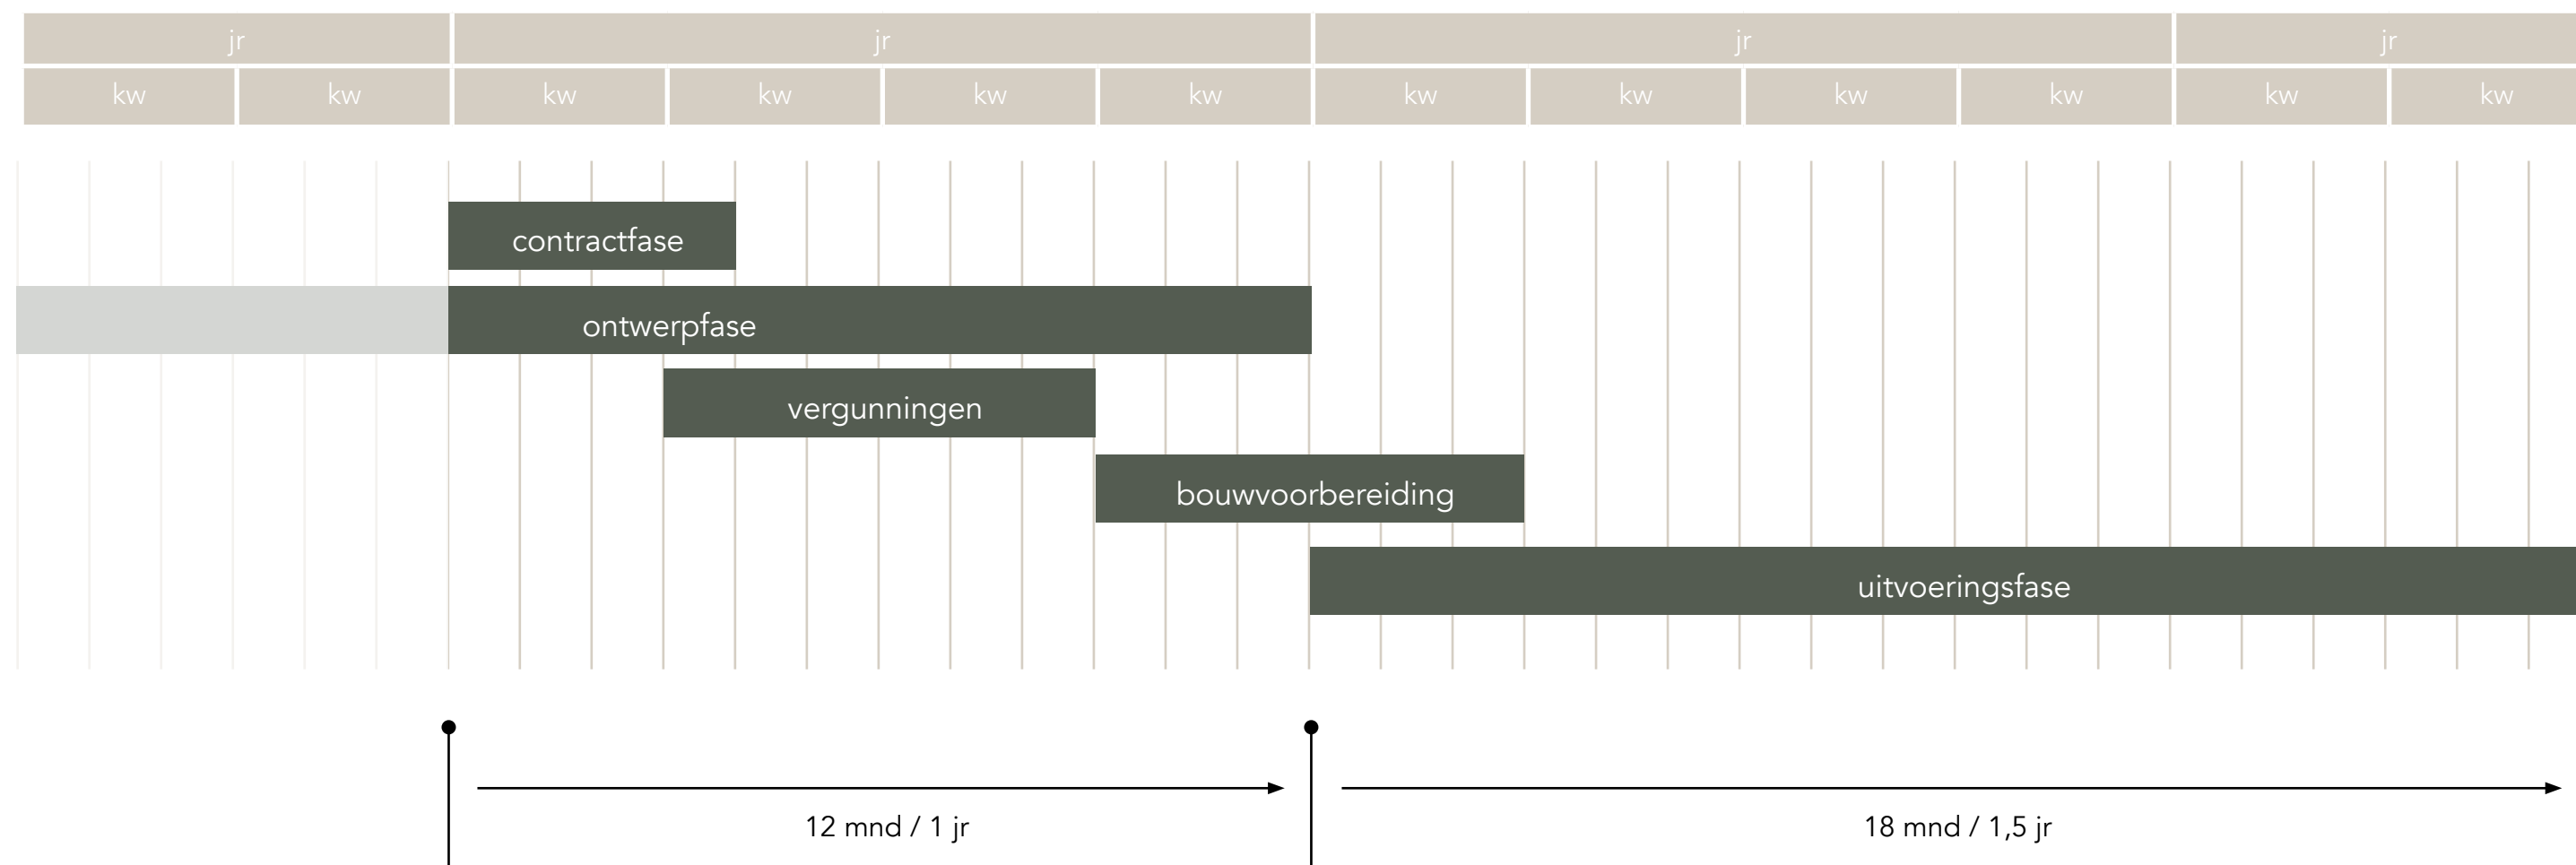 jr jr jr jr
kw kw kw kw kw kw kw kw kw kw kw kw
contractfase
ontwerpfase
vergunningen
bouwvoorbereiding
uitvoeringsfase
12 mnd / 1 jr 18 mnd / 1,5 jr